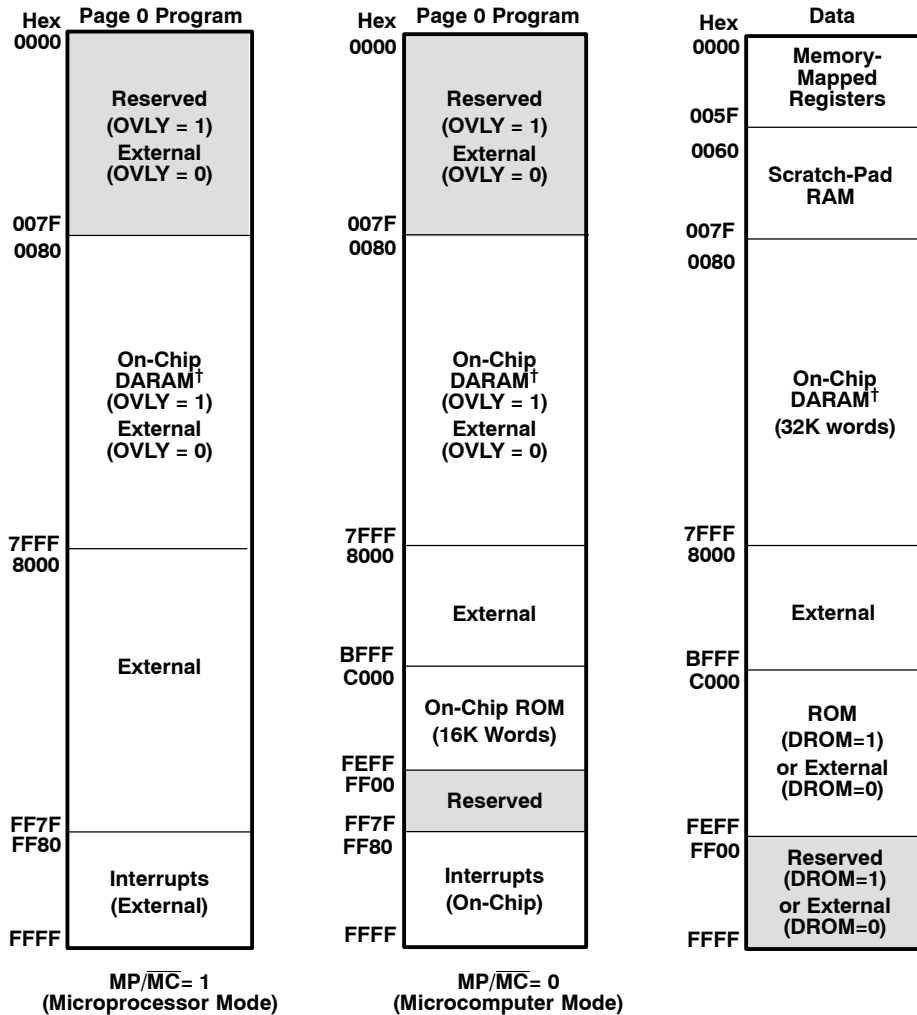 Hex
Page 0 Program
0000
Reserved
(OVLY = 1)
External
(OVLY = 0)
007F
0080
On-Chip
DARAM†
(OVLY = 1)
External
(OVLY = 0)
7FFF
8000
External
FF7F
FF80
Interrupts
(External)
FFFF
MP/M̅C̅= 1
(Microprocessor Mode)
Hex
Page 0 Program
0000
Reserved
(OVLY = 1)
External
(OVLY = 0)
007F
0080
On-Chip
DARAM†
(OVLY = 1)
External
(OVLY = 0)
7FFF
8000
External
BFFF
C000
On-Chip ROM
(16K Words)
FEFF
FF00
Reserved
FF7F
FF80
Interrupts
(On-Chip)
FFFF
MP/M̅C̅= 0
(Microcomputer Mode)
Hex
Data
0000
Memory-
Mapped
Registers
005F
0060
Scratch-Pad
RAM
007F
0080
On-Chip
DARAM†
(32K words)
7FFF
8000
External
BFFF
C000
ROM
(DROM=1)
or External
(DROM=0)
FEFF
FF00
Reserved
(DROM=1)
or External
(DROM=0)
FFFF